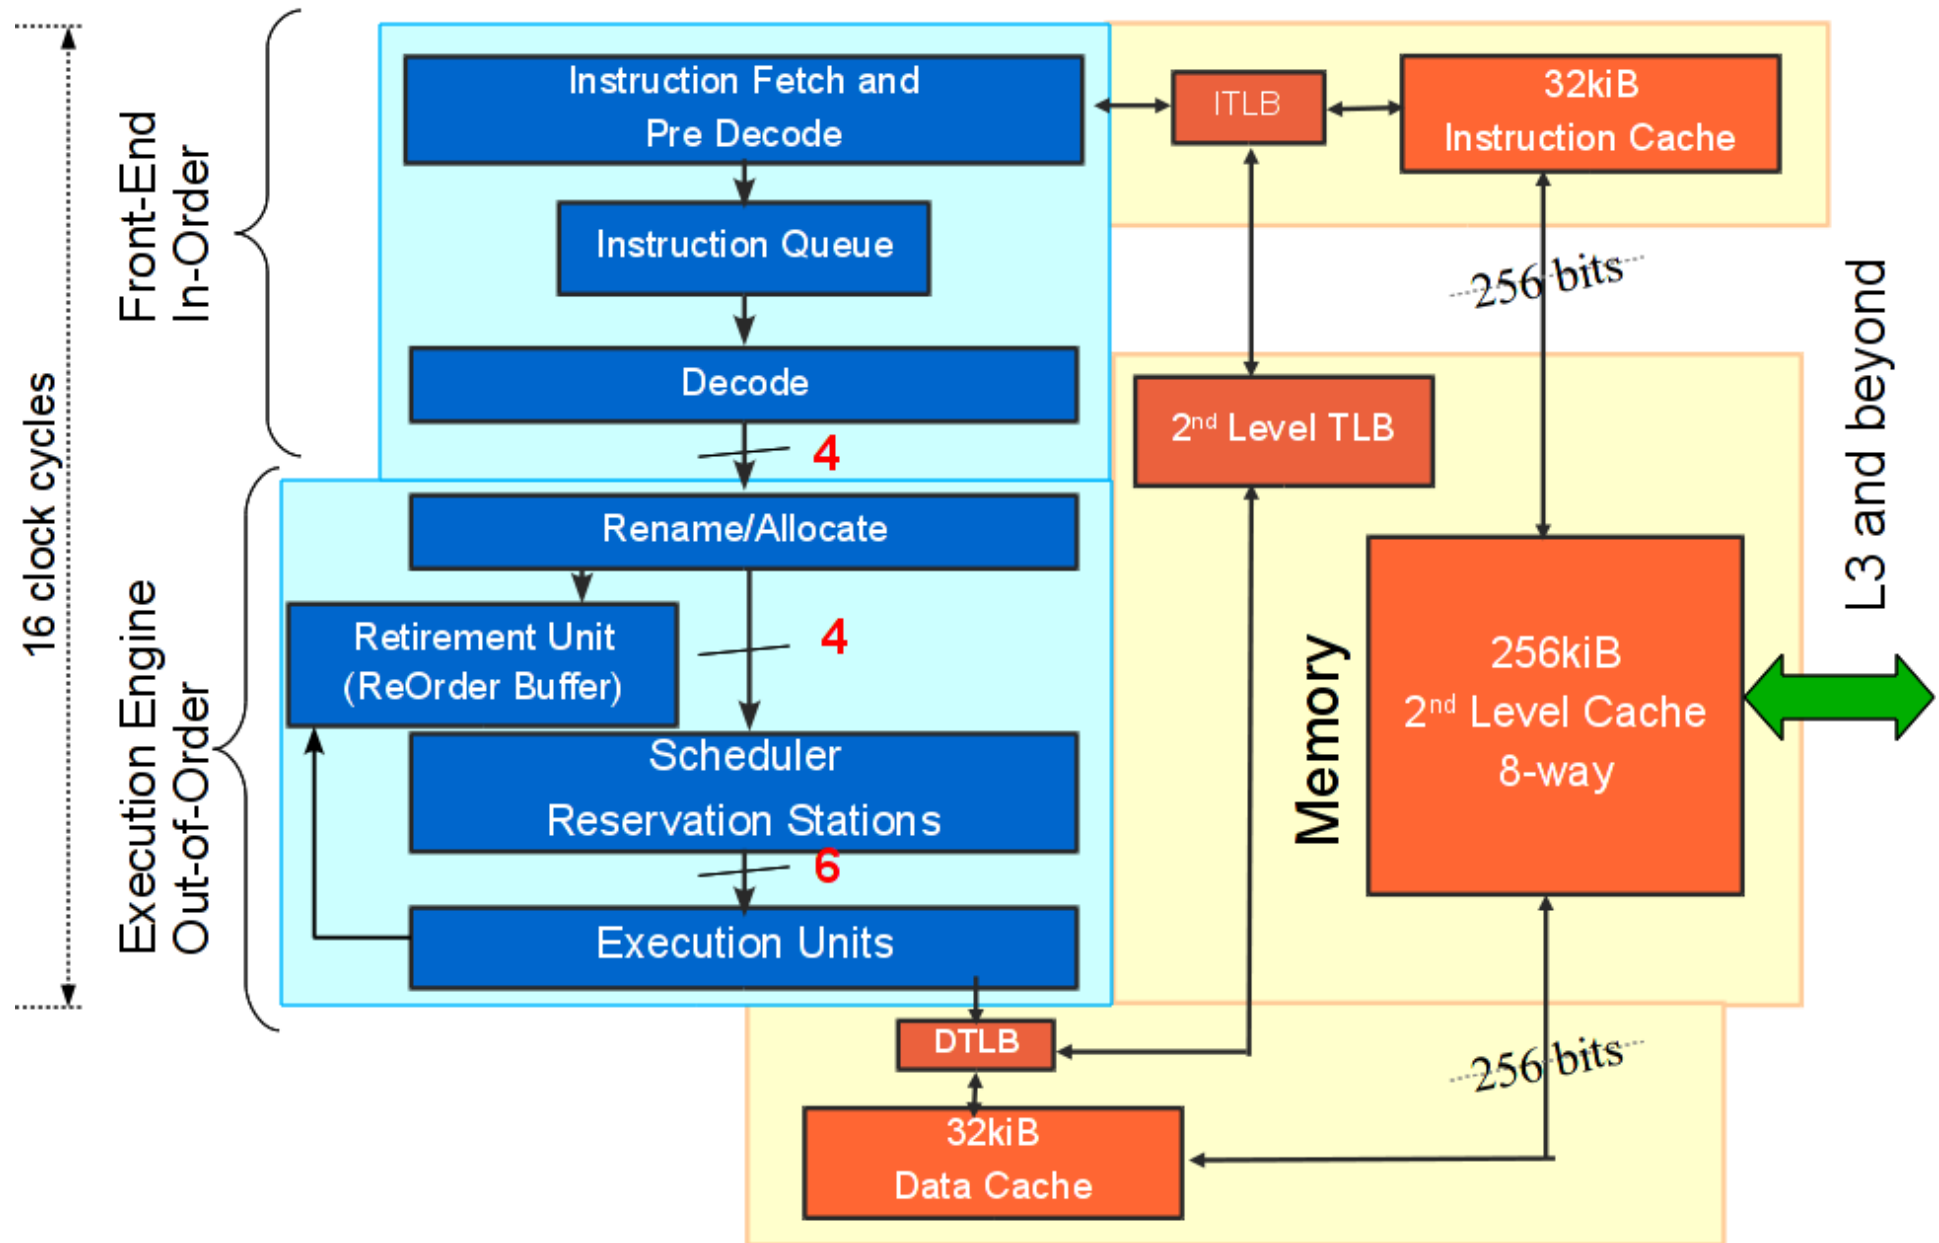 16 clock cycles
Front-End
In-Order
Execution Engine
Out-of-Order
Instruction Fetch and
Pre Decode
Instruction Queue
Decode
4
Rename/Allocate
Retirement Unit
(ReOrder Buffer)
4
Scheduler
Reservation Stations
6
Execution Units
ITLB
32kiB
Instruction Cache
256 bits
2nd Level TLB
Memory
256kiB
2nd Level Cache
8-way
L3 and beyond
DTLB
32kiB
Data Cache
256 bits